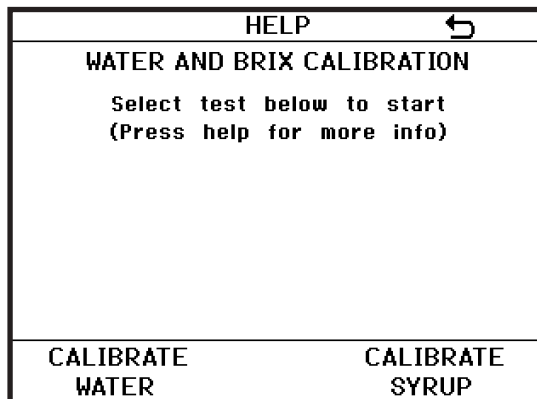 HELP
WATER AND BRIX CALIBRATION
Select test below to start
(Press help for more info)
CALIBRATE WATER
CALIBRATE SYRUP